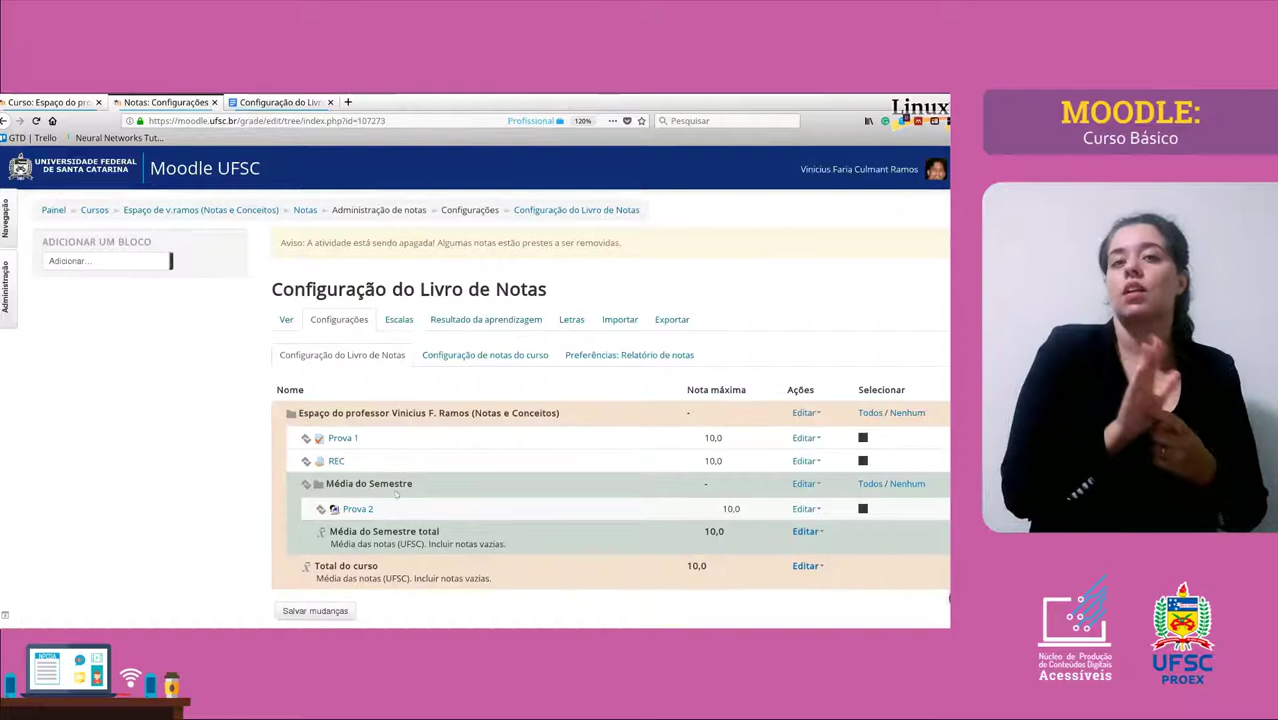 Curso: Espaço do pro
Notas: Configurações
Configuração do Livr
Linux
https://moodle.ufsc.br/grade/edit/tree/index.php?id=107273
Profissional
120%
Pesquisar
GTD | Trello
Neural Networks Tut...
UNIVERSIDADE FEDERAL
DE SANTA CATARINA
Moodle UFSC
Vinicius Faria Culmant Ramos
Navegação
Administração
Painel
Cursos
Espaço de v.ramos (Notas e Conceitos)
Notas
Administração de notas
Configurações
Configuração do Livro de Notas
ADICIONAR UM BLOCO
Adicionar...
Aviso: A atividade está sendo apagada! Algumas notas estão prestes a ser removidas.
Configuração do Livro de Notas
Ver Configurações Escalas Resultado da aprendizagem Letras Importar Exportar
Configuração do Livro de Notas Configuração de notas do curso Preferências: Relatório de notas
Nome Nota máxima Ações Selecionar
Espaço do professor Vinicius F. Ramos (Notas e Conceitos) - Editar Todos / Nenhum
Prova 1 10,0 Editar
REC 10,0 Editar
Média do Semestre - Editar Todos / Nenhum
Prova 2 10,0 Editar
Média do Semestre total 10,0 Editar
Média das notas (UFSC). Incluir notas vazias.
Total do curso 10,0 Editar
Média das notas (UFSC). Incluir notas vazias.
Salvar mudanças
MOODLE:
Curso Básico
Núcleo de Produção
de Conteúdos Digitais
Acessíveis
UFSC
PROEX
NPCDA